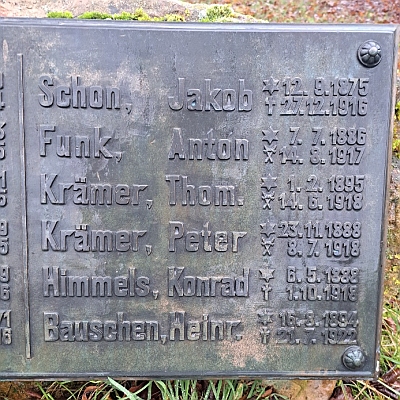 Schon, Jakob ☆ 12. 8. 1875
† 27. 12. 1916
Funk, Anton ☆ 7. 7. 1886
14. 3. 1917
Krämer, Thom. ☆ 1. 2. 1895
14. 6. 1918
Krämer, Peter ☆ 23. 11. 1888
8. 7. 1918
Himmels, Konrad ☆ 6. 5. 1888
† 1. 10. 1918
Bauschen, Heinr. ☆
†